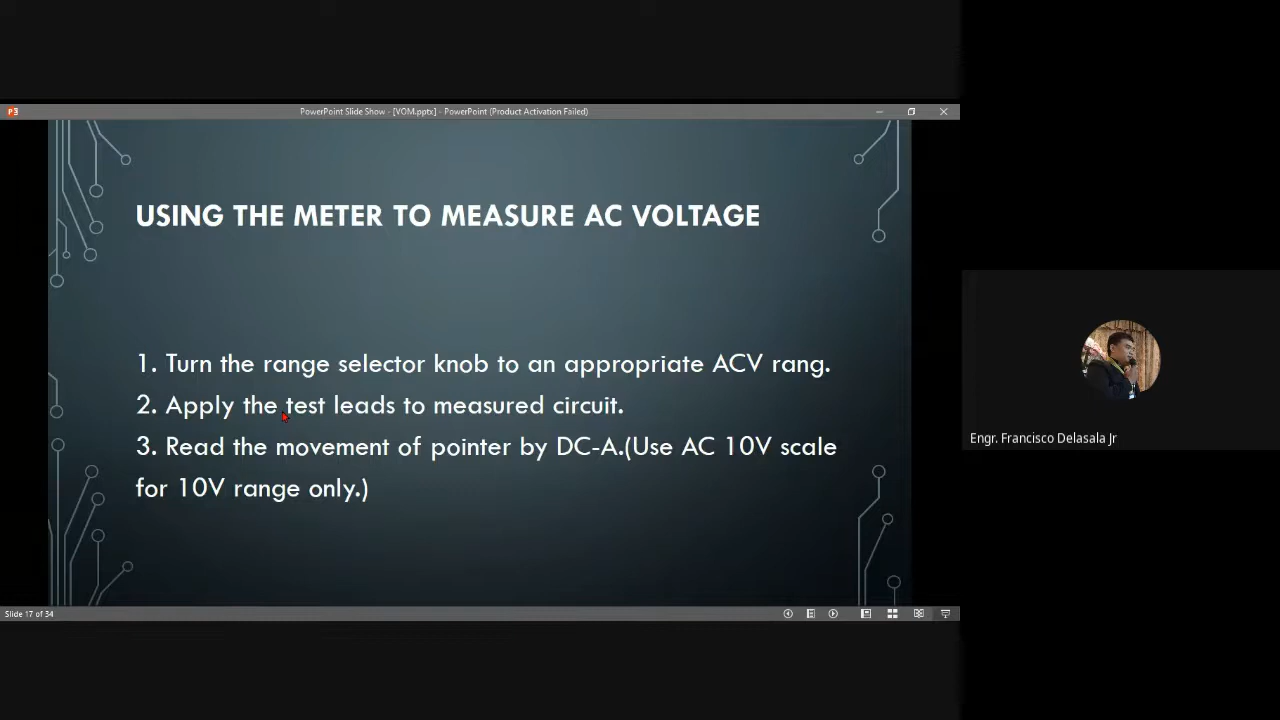 PowerPoint Slide Show - [VOM.pptx] - PowerPoint (Product Activation Failed)
USING THE METER TO MEASURE AC VOLTAGE
1. Turn the range selector knob to an appropriate ACV rang.
2. Apply the test leads to measured circuit.
3. Read the movement of pointer by DC-A.(Use AC 10V scale
for 10V range only.)
Engr. Francisco Delasala Jr
Slide 17 of 34